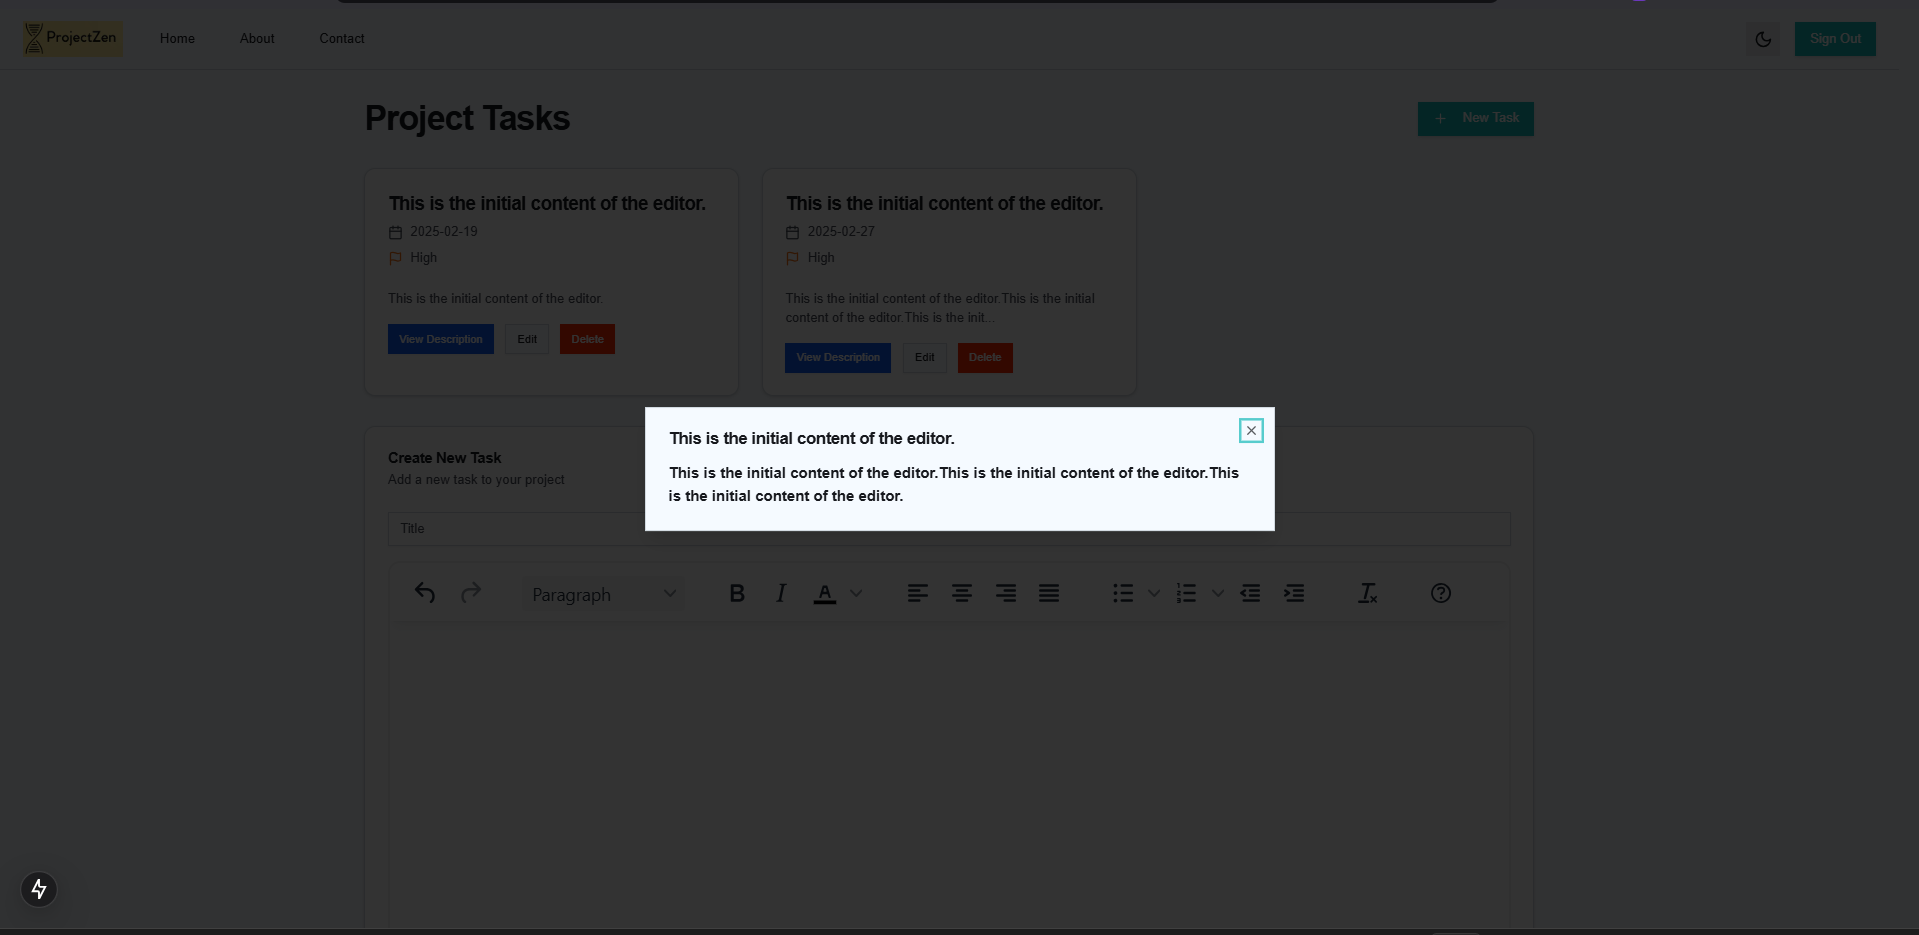 ProjectZen
Home
About
Contact
Sign Out
Project Tasks
+ New Task
This is the initial content of the editor.
2025-02-19
High
This is the initial content of the editor.
View Description
Edit
Delete
This is the initial content of the editor.
2025-02-27
High
This is the initial content of the editor.This is the initial
content of the editor.This is the init...
View Description
Edit
Delete
This is the initial content of the editor.
This is the initial content of the editor.This is the initial content of the editor.This
is the initial content of the editor.
Create New Task
Add a new task to your project
Title
Paragraph